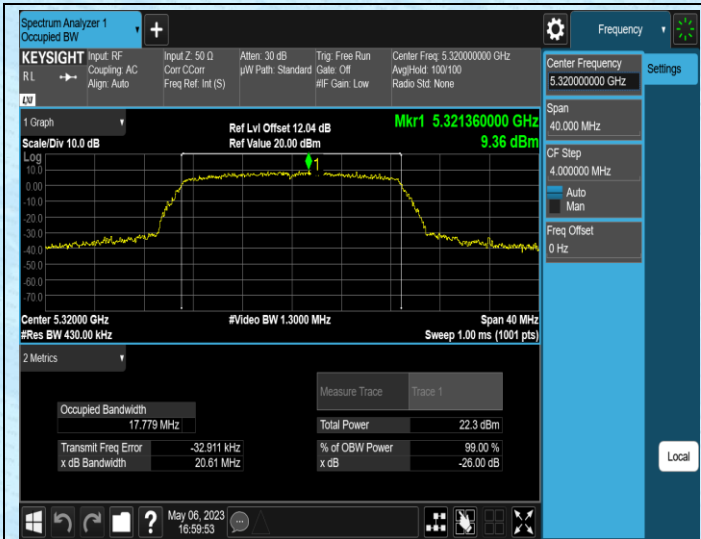 Spectrum Analyzer 1
Occupied BW
+
Frequency
KEYSIGHT
RL
LXI
Input: RF
Coupling: AC
Align: Auto
Input Z: 50 Ω
Corr CCorr
Freq Ref: Int (S)
Atten: 30 dB
µW Path: Standard
Trig: Free Run
Gate: Off
#IF Gain: Low
Center Freq: 5.320000000 GHz
Avg|Hold: 100/100
Radio Std: None
Center Frequency
5.320000000 GHz
Settings
Span
40.000 MHz
CF Step
4.000000 MHz
Auto
Man
Freq Offset
0 Hz
Local
1 Graph
Scale/Div 10.0 dB
Ref Lvl Offset 12.04 dB
Ref Value 20.00 dBm
Mkr1 5.321360000 GHz
9.36 dBm
Log
10.0
0.00
-10.0
-20.0
-30.0
-40.0
-50.0
-60.0
-70.0
1
Center 5.32000 GHz
#Res BW 430.00 kHz
#Video BW 1.3000 MHz
Span 40 MHz
Sweep 1.00 ms (1001 pts)
2 Metrics
Measure Trace
Trace 1
Occupied Bandwidth
17.779 MHz
Total Power
22.3 dBm
Transmit Freq Error
-32.911 kHz
% of OBW Power
99.00 %
x dB Bandwidth
20.61 MHz
x dB
-26.00 dB
?
May 06, 2023
16:59:53